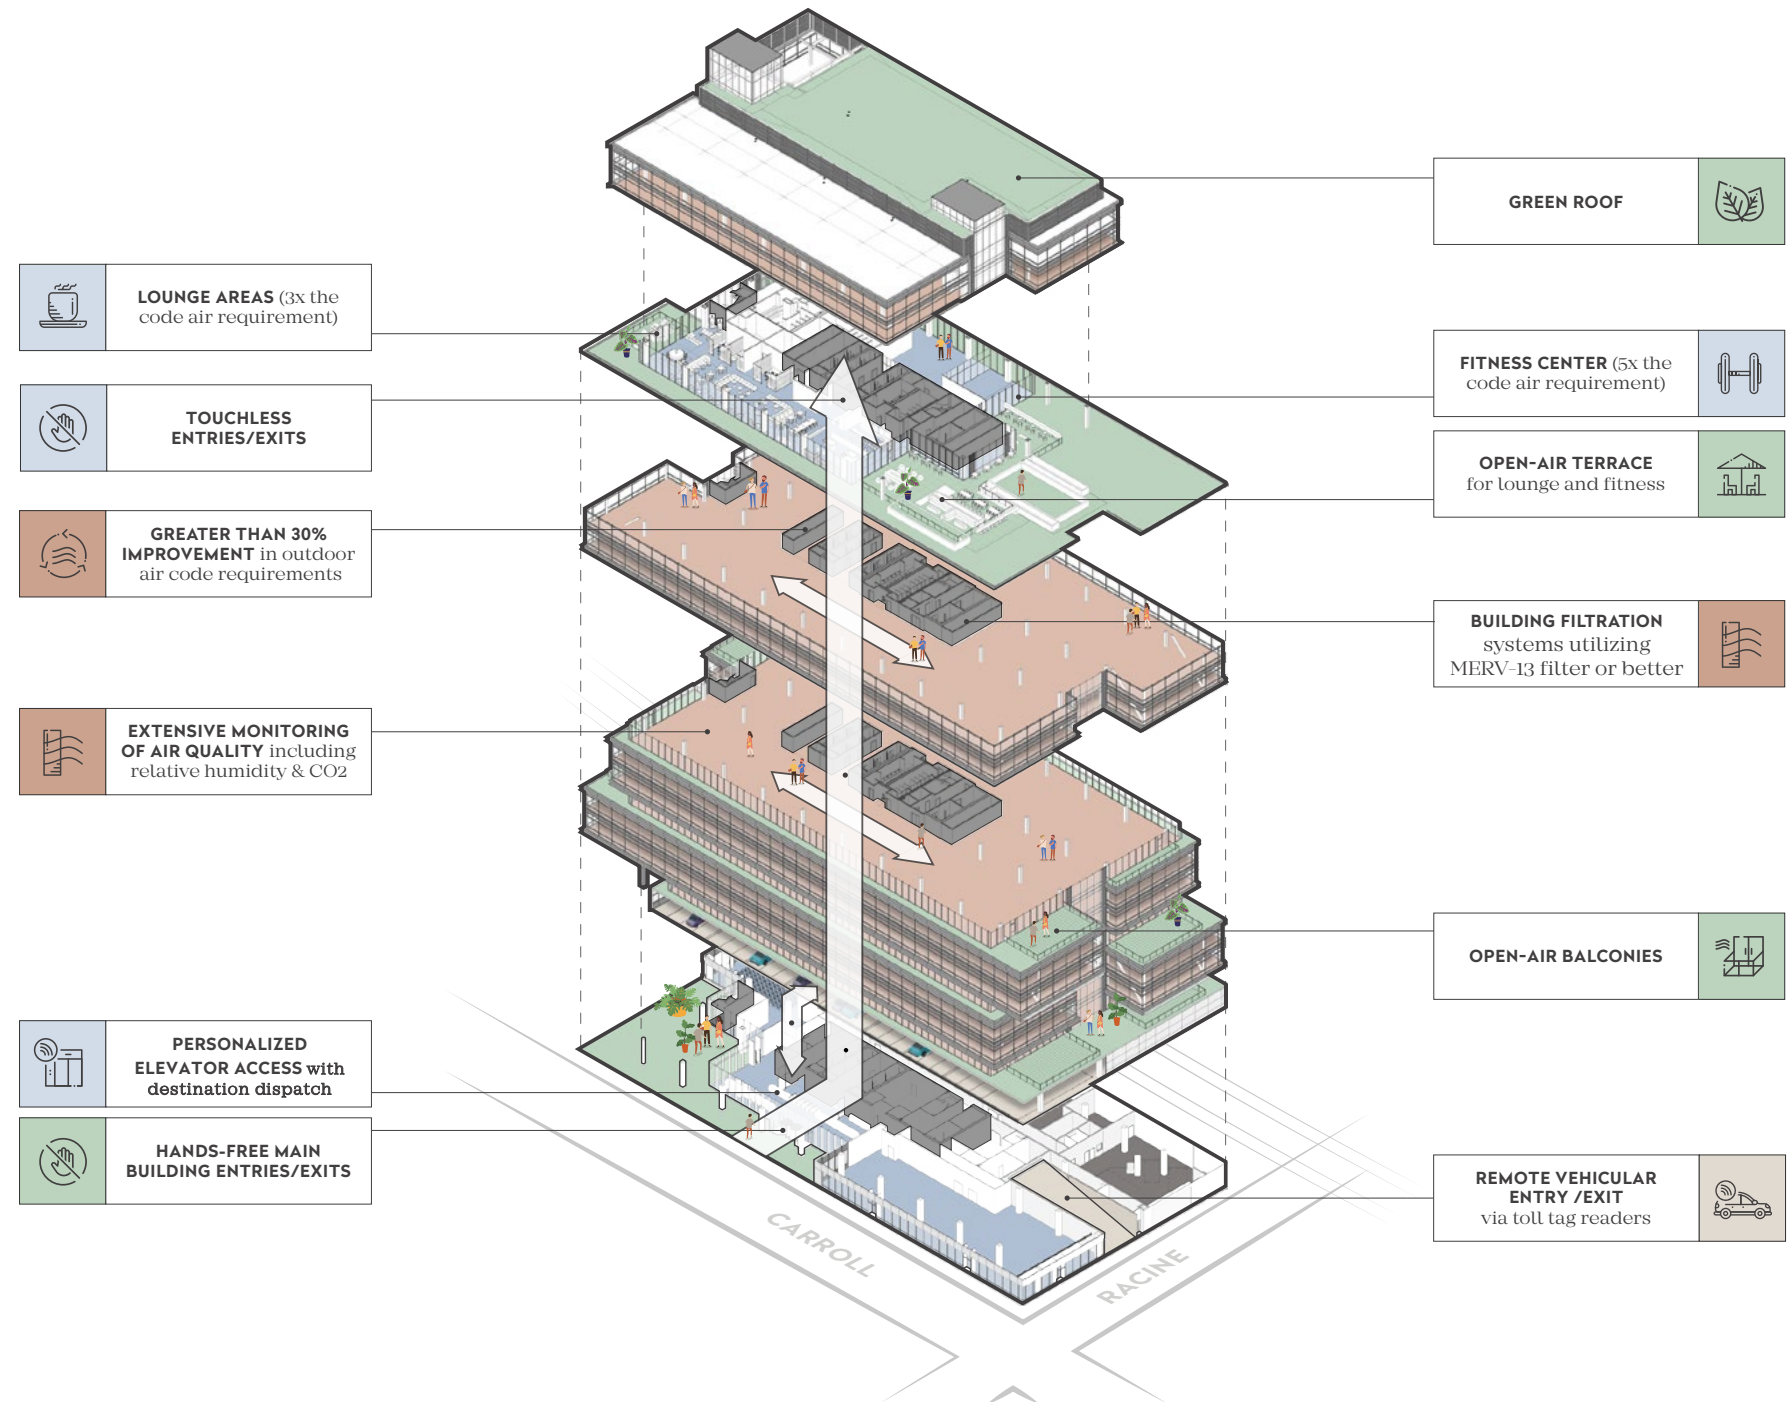 GREEN ROOF
LOUNGE AREAS (3x the
code air requirement)
FITNESS CENTER (5x the
code air requirement)
TOUCHLESS
ENTRIES/EXITS
OPEN-AIR TERRACE
for lounge and fitness
GREATER THAN 30%
IMPROVEMENT in outdoor
air code requirements
BUILDING FILTRATION
systems utilizing
MERV-13 filter or better
EXTENSIVE MONITORING
OF AIR QUALITY including
relative humidity & CO2
OPEN-AIR BALCONIES
PERSONALIZED
ELEVATOR ACCESS with
destination dispatch
HANDS-FREE MAIN
BUILDING ENTRIES/EXITS
REMOTE VEHICULAR
ENTRY /EXIT
via toll tag readers
CARROLL
RACINE